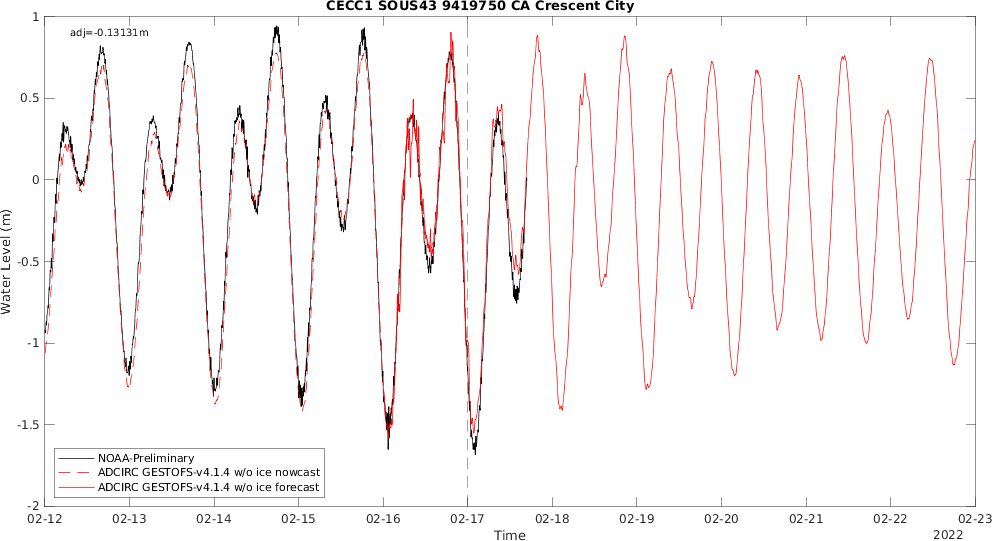 CECC1 SOUS43 9419750 CA Crescent City
adj=-0.13131m
1
0.5
0
-0.5
-1
-1.5
-2
Water Level (m)
NOAA-Preliminary
ADCIRC GESTOFS-v4.1.4 w/o ice nowcast
ADCIRC GESTOFS-v4.1.4 w/o ice forecast
02-12 02-13 02-14 02-15 02-16 02-17 02-18 02-19 02-20 02-21 02-22 02-23
Time
2022